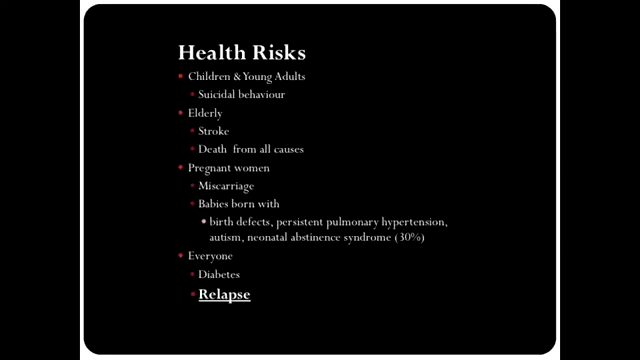 Health Risks
Children & Young Adults
Suicidal behaviour
Elderly
Stroke
Death from all causes
Pregnant women
Miscarriage
Babies born with
birth defects, persistent pulmonary hypertension,
autism, neonatal abstinence syndrome (30%)
Everyone
Diabetes
Relapse